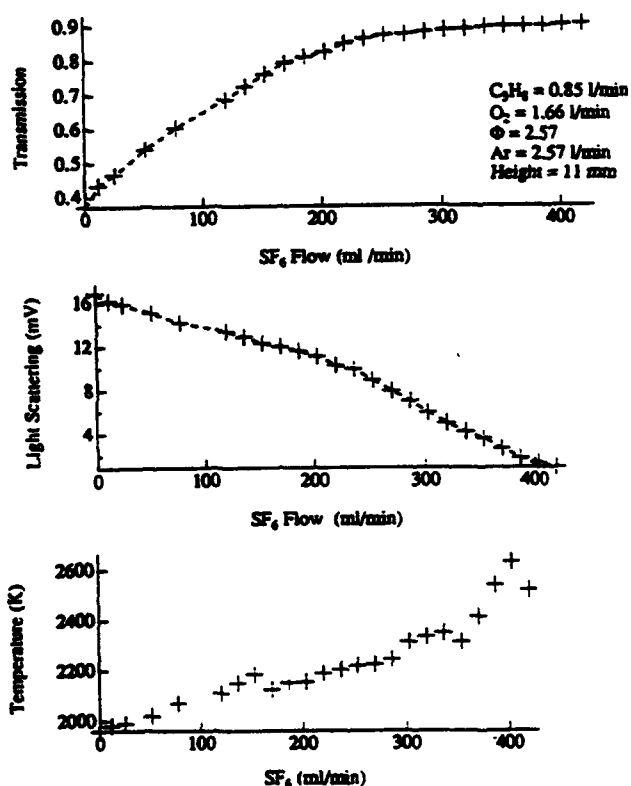 0.9
0.8
0.7
0.6
0.5
0.4
Transmission
C₃H₈ = 0.85 l/min
O₂ = 1.66 l/min
Φ = 2.57
Ar = 2.57 l/min
Height = 11 mm
0 100 200 300 400
SF₆ Flow (ml /min)
16
12
8
4
Light Scattering (mV)
0 100 200 300 400
SF₆ Flow (ml/min)
2600
2400
2200
2000
Temperature (K)
0 100 200 300 400
SF₆ (ml/min)